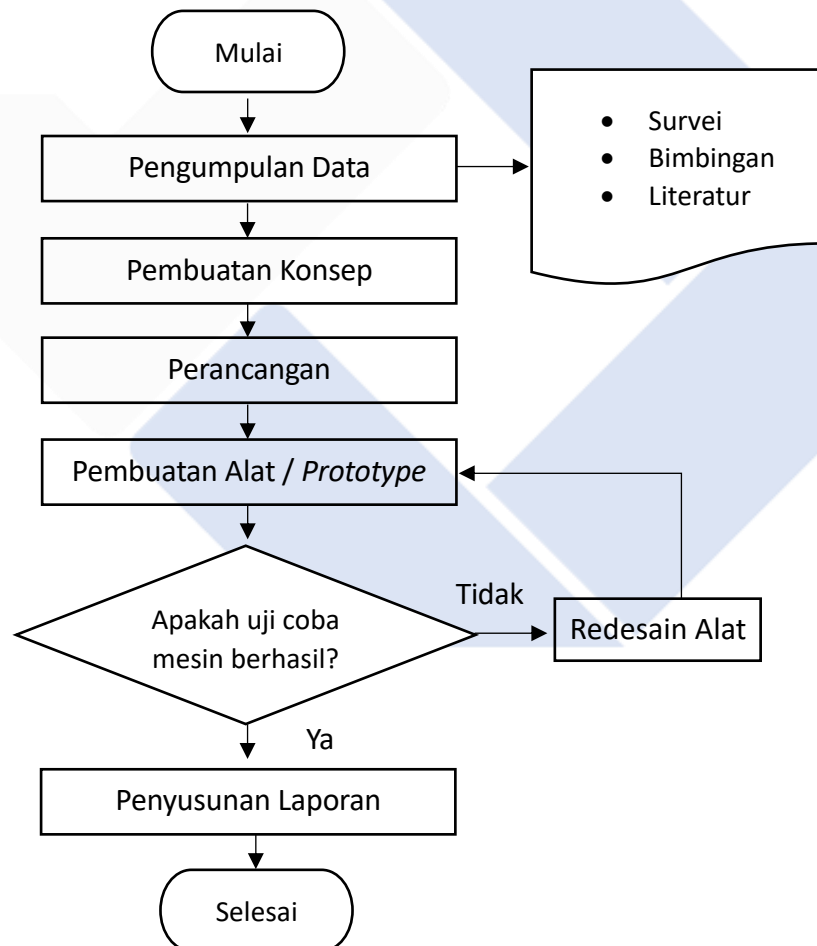 Mulai
Pengumpulan Data
• Survei
• Bimbingan
• Literatur
Pembuatan Konsep
Perancangan
Pembuatan Alat / Prototype
Apakah uji coba
mesin berhasil?
Tidak
Redesain Alat
Ya
Penyusunan Laporan
Selesai